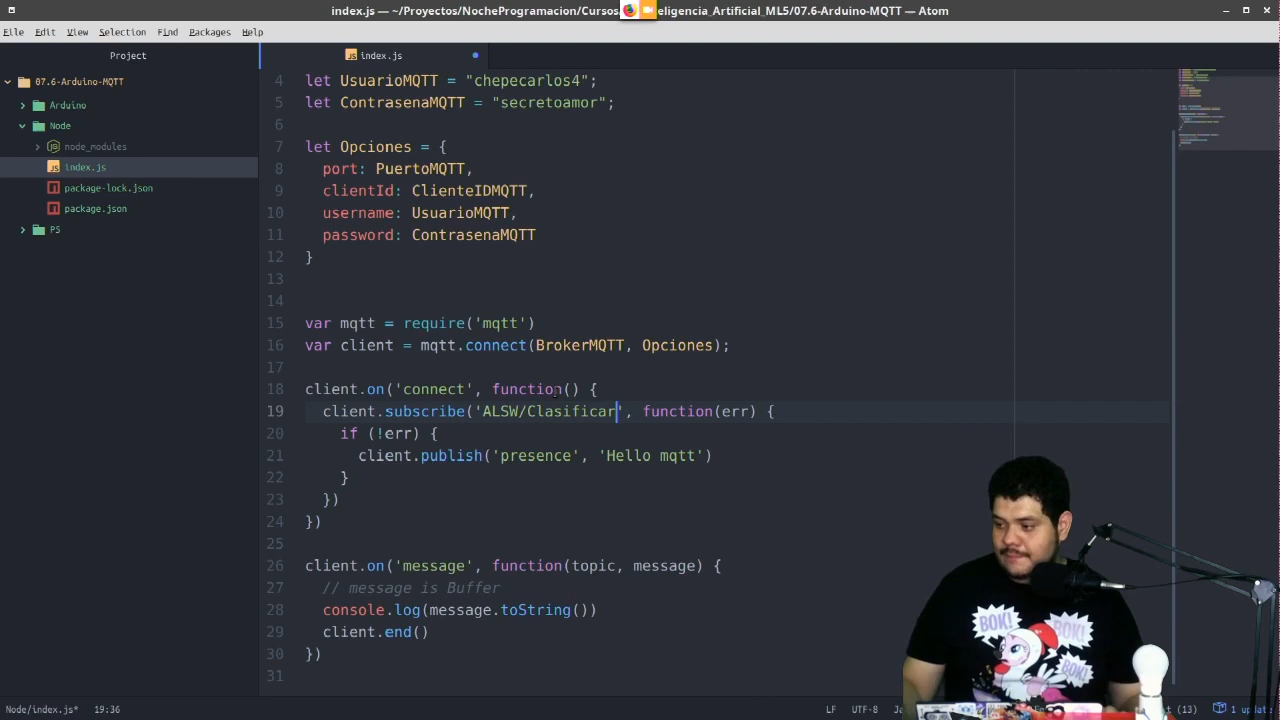 index.js — ~/Proyectos/NocheProgramacion/Cursos eligencia_Artificial_ML5/07.6-Arduino-MQTT — Atom
File Edit View Selection Find Packages Help
Project
index.js
07.6-Arduino-MQTT
Arduino
Node
node_modules
index.js
package-lock.json
package.json
P5
4 let UsuarioMQTT = "chepecarlos4";
5 let ContrasenaMQTT = "secretoamor";
6
7 let Opciones = {
8 port: PuertoMQTT,
9 clientId: ClienteIDMQTT,
10 username: UsuarioMQTT,
11 password: ContrasenaMQTT
12 }
13
14
15 var mqtt = require('mqtt')
16 var client = mqtt.connect(BrokerMQTT, Opciones);
17
18 client.on('connect', function() {
19 client.subscribe('ALSW/Clasificar', function(err) {
20 if (!err) {
21 client.publish('presence', 'Hello mqtt')
22 }
23 })
24 })
25
26 client.on('message', function(topic, message) {
27 // message is Buffer
28 console.log(message.toString())
29 client.end()
30 })
31
BOK! BOK!
BOK!
Node/index.js* 19:36 LF UTF-8 (13) 1 update